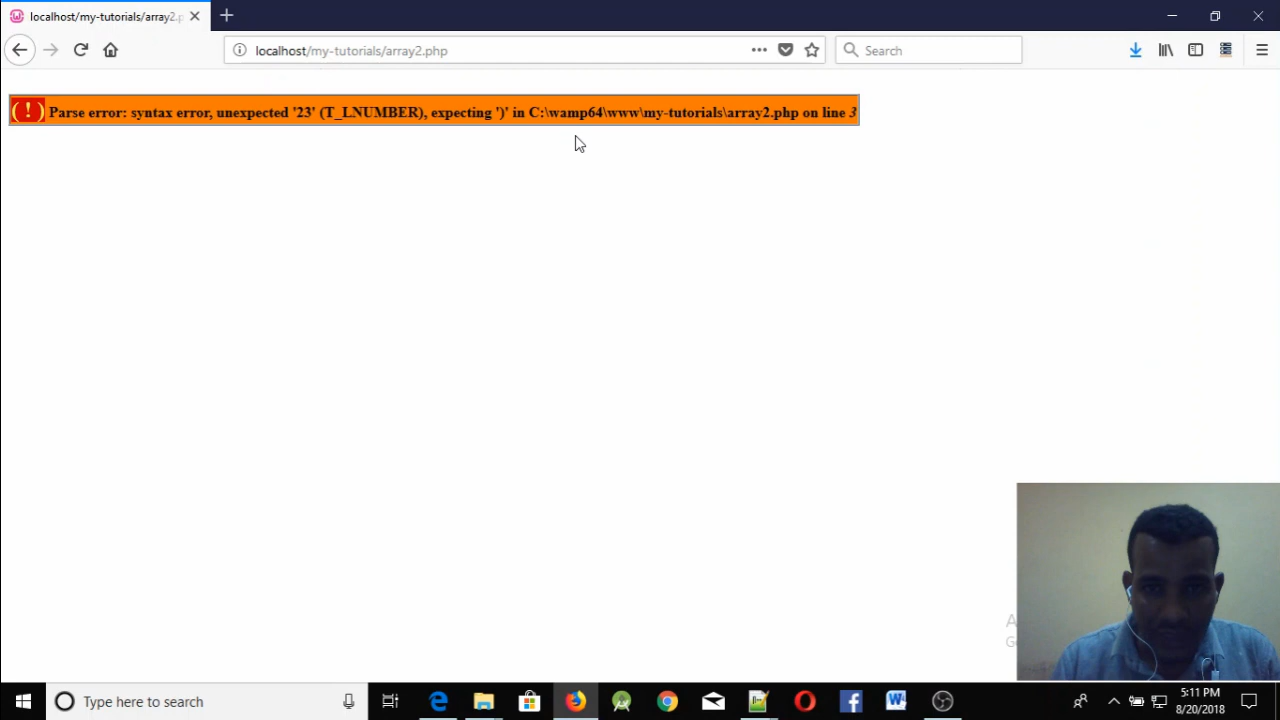 localhost/my-tutorials/array2.p
localhost/my-tutorials/array2.php
Search
(!) Parse error: syntax error, unexpected '23' (T_LNUMBER), expecting ')' in C:\wamp64\www\my-tutorials\array2.php on line 3
Type here to search
5:11 PM
8/20/2018